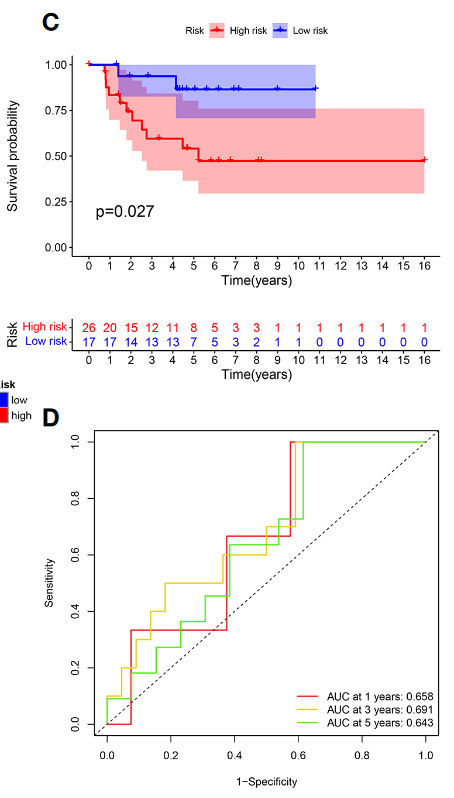 C
Risk High risk Low risk
1.00
0.75
0.50
0.25
0.00
Survival probability
p=0.027
0 1 2 3 4 5 6 7 8 9 10 11 12 13 14 15 16
Time(years)
Risk
High risk 26 20 15 12 11 8 5 3 3 1 1 1 1 1 1 1 1
Low risk 17 17 14 13 13 7 5 3 2 1 1 0 0 0 0 0 0
0 1 2 3 4 5 6 7 8 9 10 11 12 13 14 15 16
Time(years)
isk
low
high
D
1.0
0.8
0.6
0.4
0.2
0.0
Sensitivity
AUC at 1 years: 0.658
AUC at 3 years: 0.691
AUC at 5 years: 0.643
0.0 0.2 0.4 0.6 0.8 1.0
1−Specificity